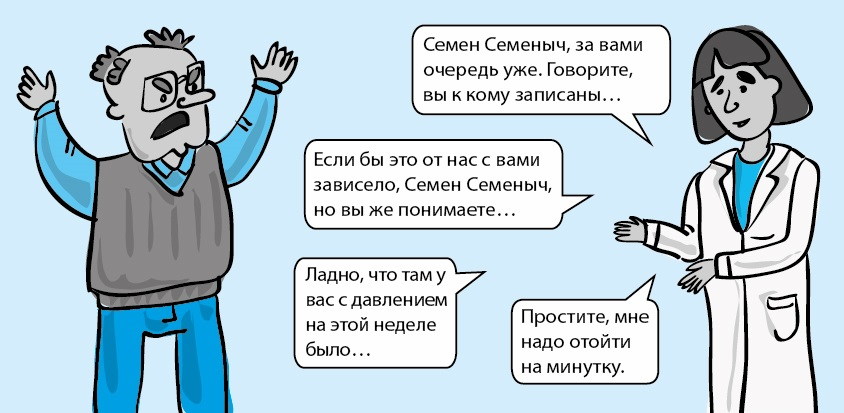 Семен Семеныч, за вами
очередь уже. Говорите,
вы к кому записаны…
Если бы это от нас с вами
зависело, Семен Семеныч,
но вы же понимаете…
Ладно, что там у
вас с давлением
на этой неделе
было…
Простите, мне
надо отойти
на минутку.